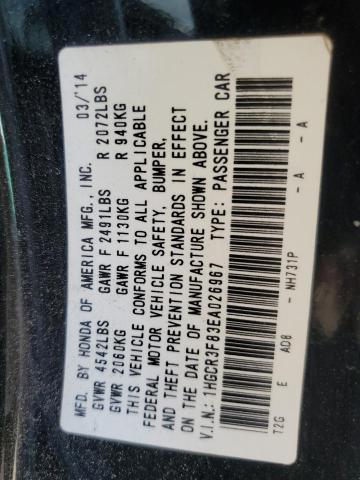 MFD. BY HONDA OF AMERICA MFG., INC. 03/'14
GVWR 4542LBS GAWR F 2491LBS R 2072LBS
GVWR 2060KG GAWR F 1130KG R 940KG
THIS VEHICLE CONFORMS TO ALL APPLICABLE
FEDERAL MOTOR VEHICLE SAFETY, BUMPER,
AND THEFT PREVENTION STANDARDS IN EFFECT
ON THE DATE OF MANUFACTURE SHOWN ABOVE.
V.I.N.: 1HGCR3F83EA026967 TYPE: PASSENGER CAR
T2G E AD8 - NH731P - A - A